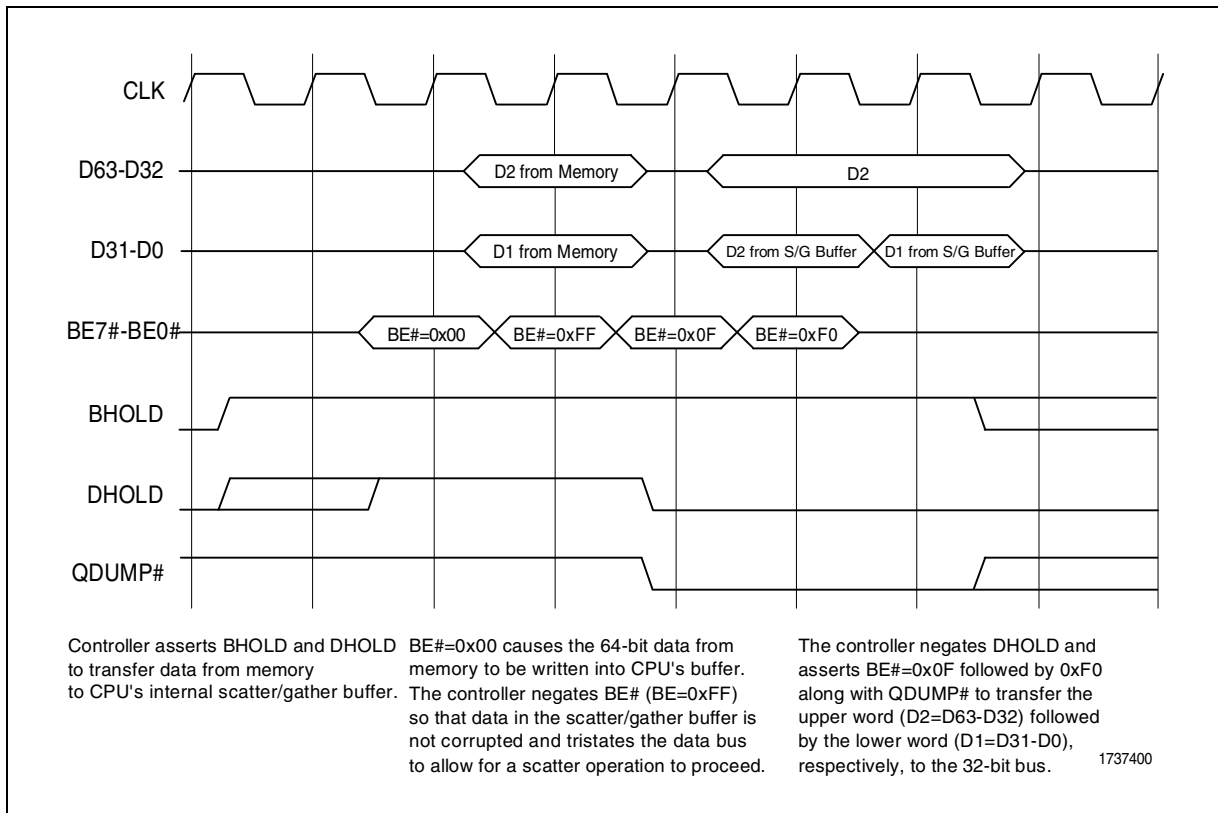 CLK
D63-D32
D2 from Memory
D2
D31-D0
D1 from Memory
D2 from S/G Buffer
D1 from S/G Buffer
BE7#-BE0#
BE#=0x00
BE#=0xFF
BE#=0x0F
BE#=0xF0
BHOLD
DHOLD
QDUMP#
Controller asserts BHOLD and DHOLD
to transfer data from memory
to CPU's internal scatter/gather buffer.
BE#=0x00 causes the 64-bit data from
memory to be written into CPU's buffer.
The controller negates BE# (BE=0xFF)
so that data in the scatter/gather buffer is
not corrupted and tristates the data bus
to allow for a scatter operation to proceed.
The controller negates DHOLD and
asserts BE#=0x0F followed by 0xF0
along with QDUMP# to transfer the
upper word (D2=D63-D32) followed
by the lower word (D1=D31-D0),
respectively, to the 32-bit bus.
1737400